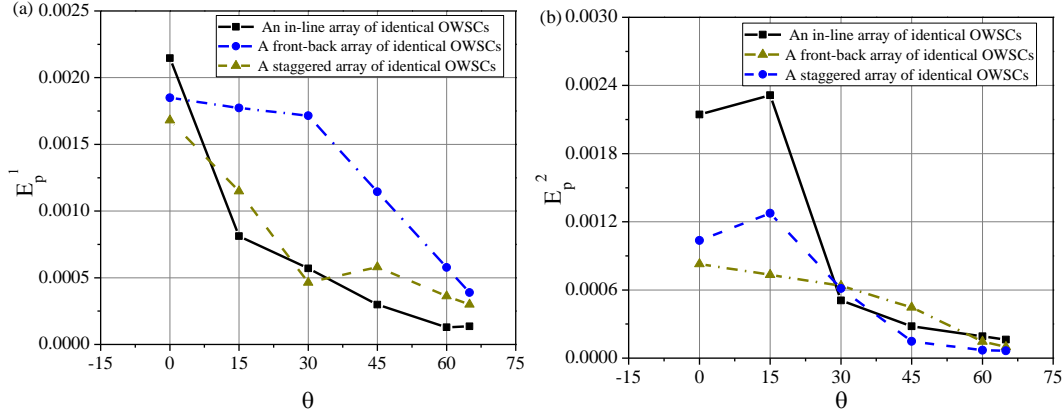 (a)
An in-line array of identical OWSCs
A front-back array of identical OWSCs
A staggered array of identical OWSCs
0.0025
0.0020
0.0015
0.0010
0.0005
0.0000
E_p^1
-15 0 15 30 45 60 75
θ
(b)
An in-line array of identical OWSCs
A front-back array of identical OWSCs
A staggered array of identical OWSCs
0.0030
0.0024
0.0018
0.0012
0.0006
0.0000
E_p^2
-15 0 15 30 45 60 75
θ